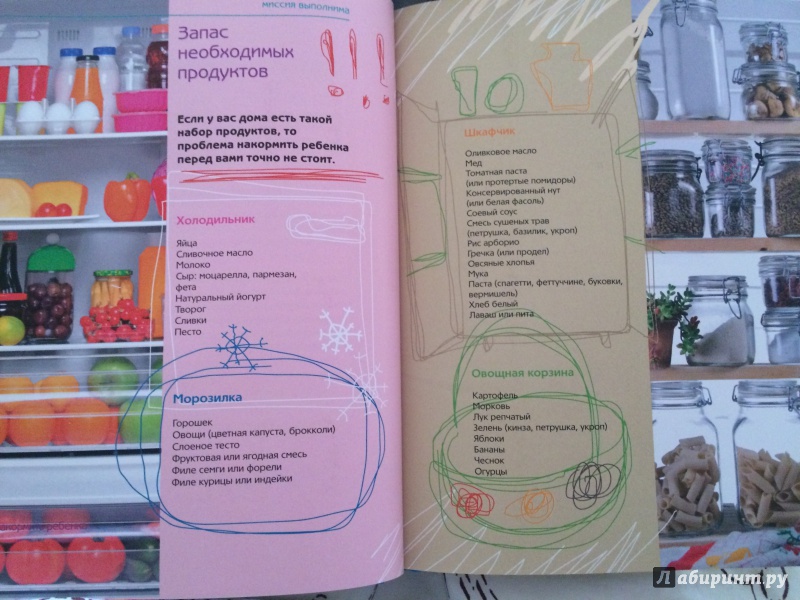 МИССИЯ ВЫПОЛНИМА
Запас
необходимых
продуктов
Если у вас дома есть такой
набор продуктов, то
проблема накормить ребенка
перед вами точно не стоит.
Холодильник
Яйца
Сливочное масло
Молоко
Сыр: моцарелла, пармезан,
фета
Натуральный йогурт
Творог
Сливки
Песто
Морозилка
Горошек
Овощи (цветная капуста, брокколи)
Слоеное тесто
Фруктовая или ягодная смесь
Филе семги или форели
Филе курицы или индейки
Шкафчик
Оливковое масло
Мед
Томатная паста
(или протертые помидоры)
Консервированный нут
(или белая фасоль)
Соевый соус
Смесь сушеных трав
(петрушка, базилик, укроп)
Рис арборио
Гречка (или продел)
Овсяные хлопья
Мука
Паста (спагетти, феттуччине, буковки,
вермишель)
Хлеб белый
Лаваш или пита
Овощная корзина
Картофель
Морковь
Лук репчатый
Зелень (кинза, петрушка, укроп)
Яблоки
Бананы
Чеснок
Огурцы
Лабиринт.ру